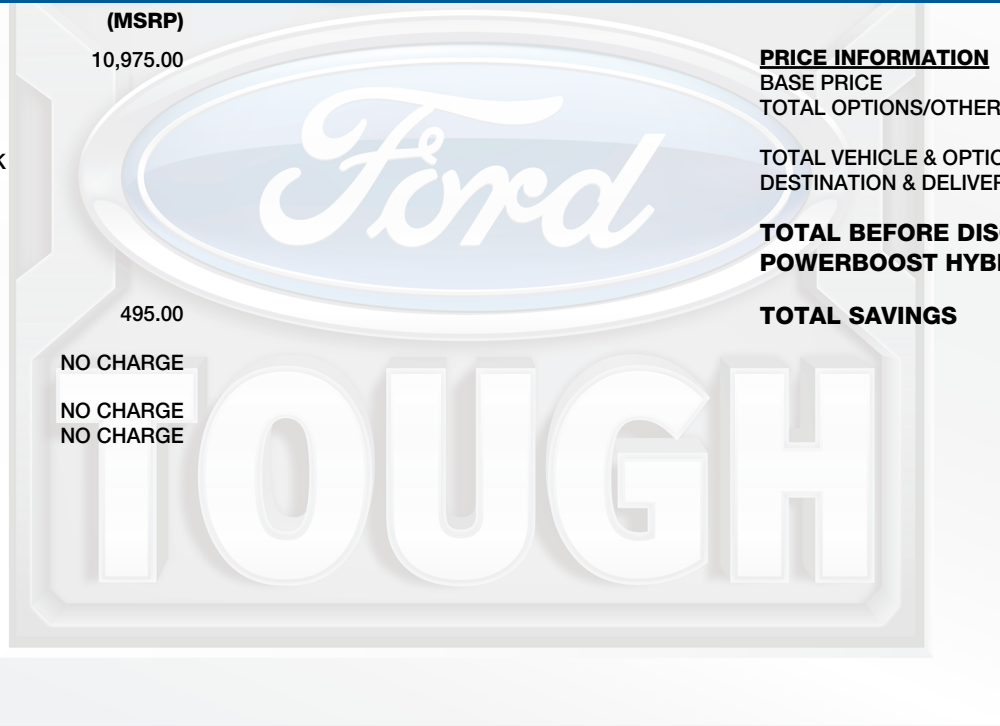 (MSRP)
10,975.00
K
495.00
NO CHARGE
NO CHARGE
NO CHARGE
PRICE INFORMATION
BASE PRICE
TOTAL OPTIONS/OTHER
TOTAL VEHICLE & OPTIO
DESTINATION & DELIVER
TOTAL BEFORE DIS
POWERBOOST HYB
TOTAL SAVINGS
Ford
TOUGH